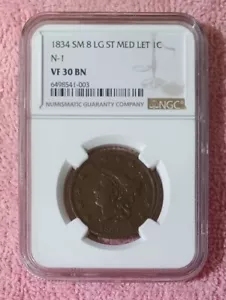 1834 SM 8 LG ST MED LET 1C
N-1
VF 30 BN
6498541-003
NUMISMATIC GUARANTY COMPANY
NGC